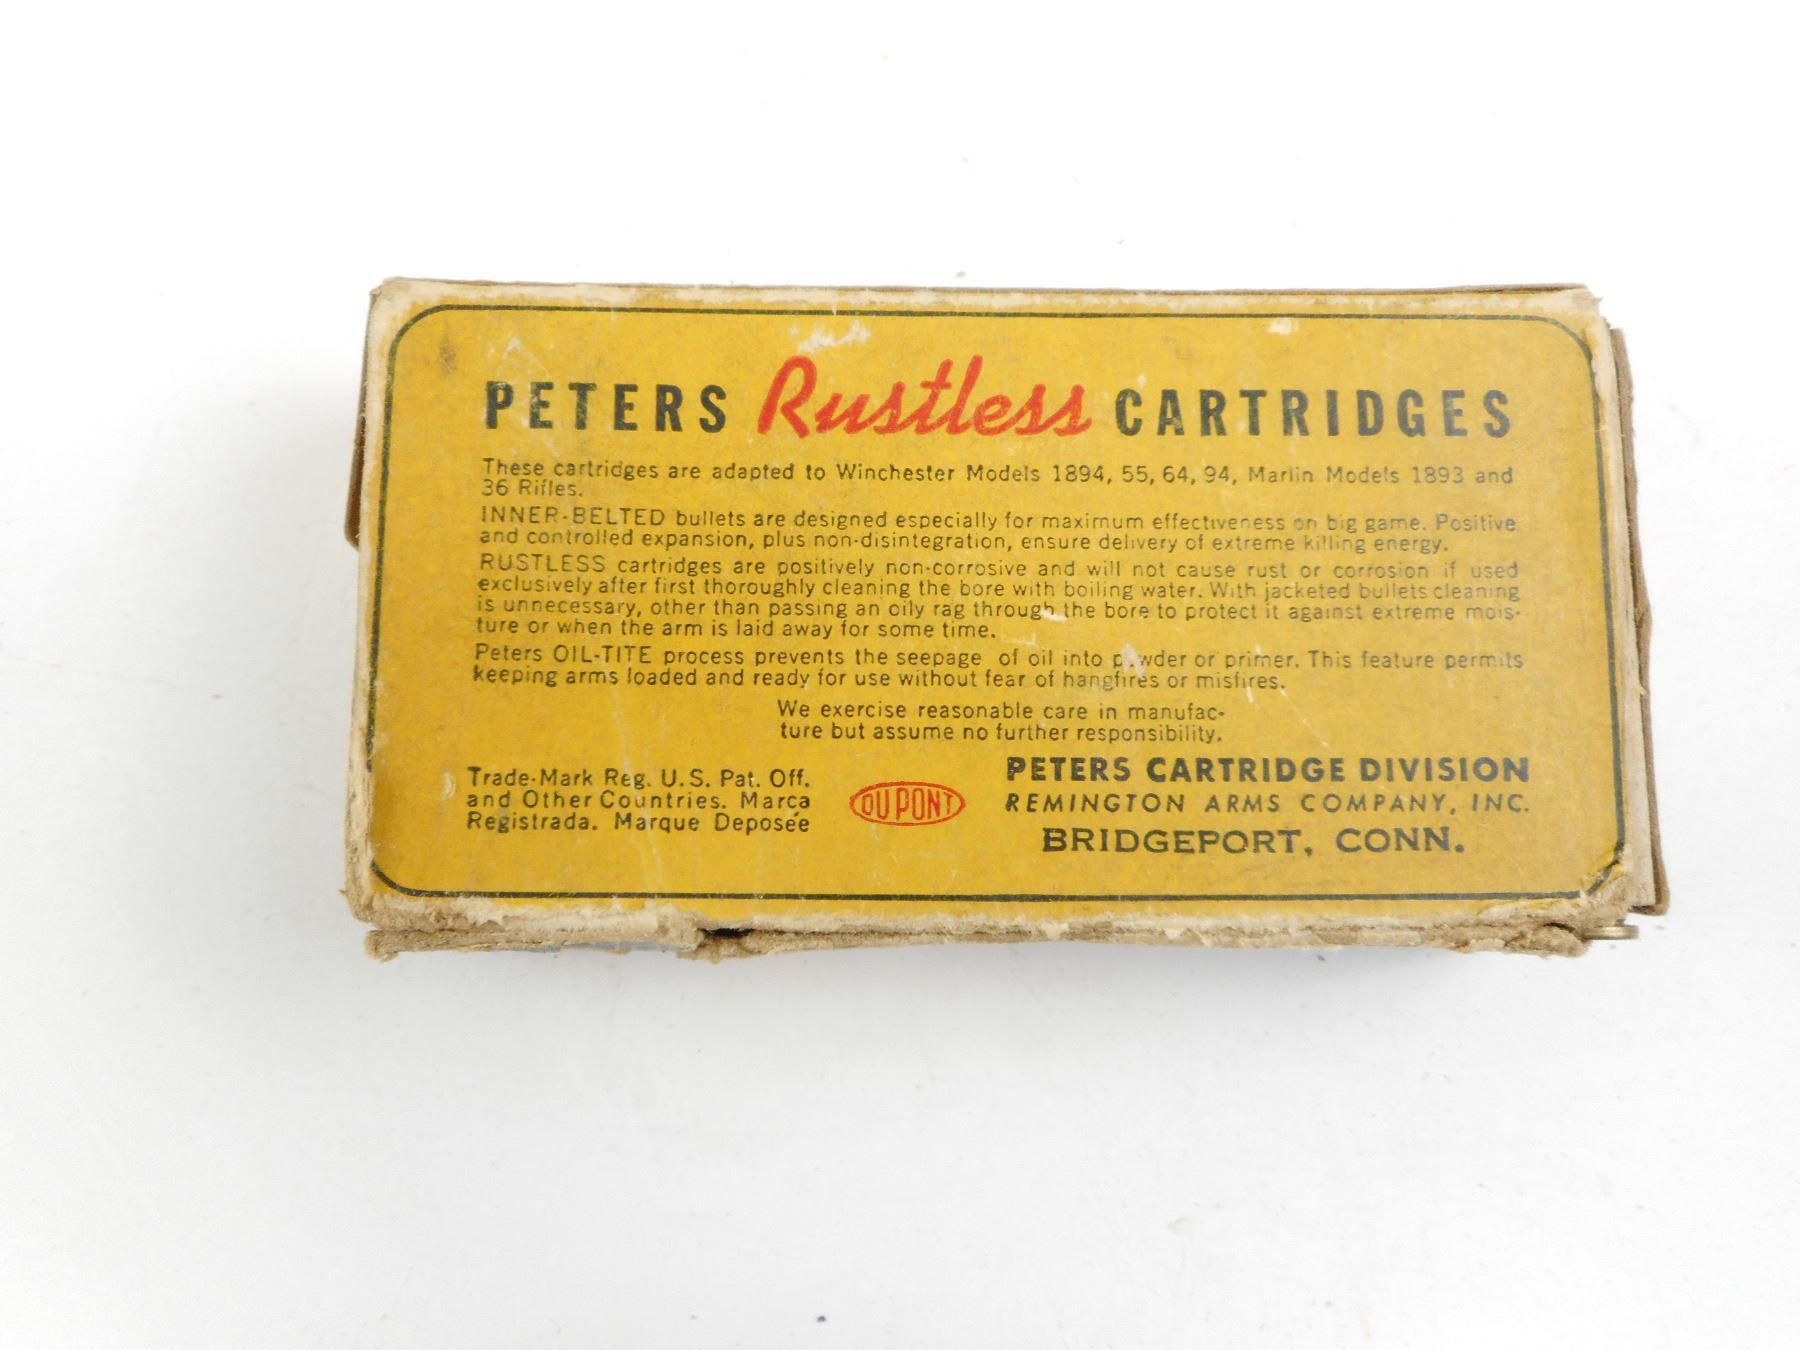 PETERS Rustless CARTRIDGES
These cartridges are adapted to Winchester Models 1894, 55, 64, 94, Marlin Models 1893 and
36 Rifles.
INNER-BELTED bullets are designed especially for maximum effectiveness on big game. Positive
and controlled expansion, plus non-disintegration, ensure delivery of extreme killing energy.
RUSTLESS cartridges are positively non-corrosive and will not cause rust or corrosion if used
exclusively after first thoroughly cleaning the bore with boiling water. With jacketed bullets cleaning
is unnecessary, other than passing an oily rag through the bore to protect it against extreme mois-
ture or when the arm is laid away for some time.
Peters OIL-TITE process prevents the seepage of oil into powder or primer. This feature permits
keeping arms loaded and ready for use without fear of hangfires or misfires.
We exercise reasonable care in manufac-
ture but assume no further responsibility.
Trade-Mark Reg. U.S. Pat. Off.
and Other Countries. Marca
Registrada. Marque Deposée
DU PONT
PETERS CARTRIDGE DIVISION
REMINGTON ARMS COMPANY, INC.
BRIDGEPORT, CONN.